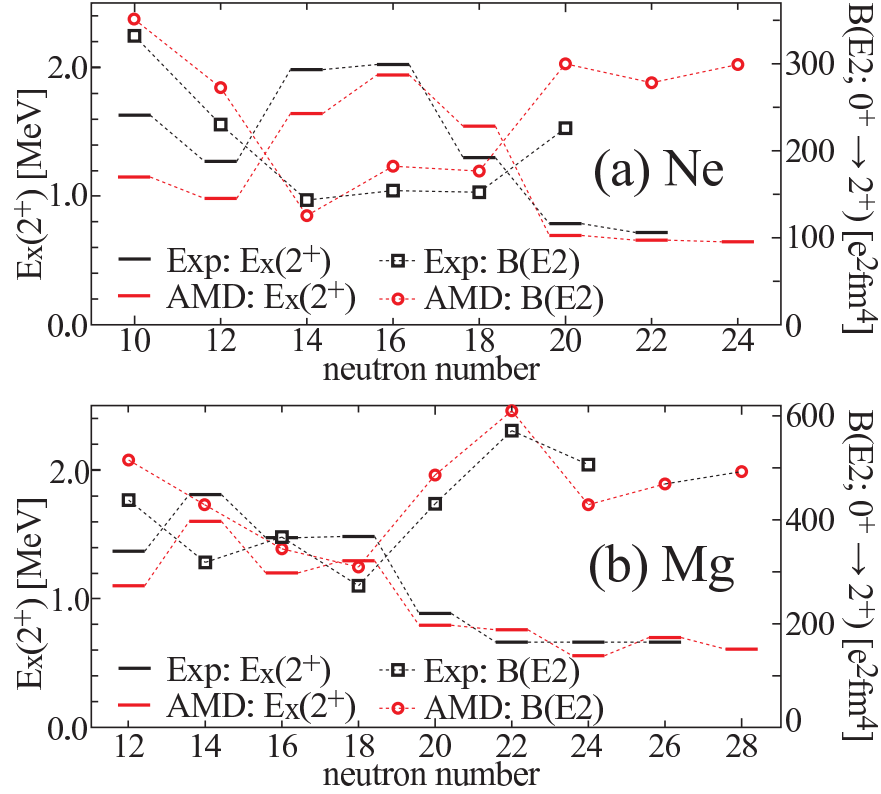 2.0
1.0
0.0
Ex(2⁺) [MeV]
300
200
100
0
B(E2; 0⁺ → 2⁺) [e²fm⁴]
(a) Ne
Exp: Ex(2⁺)
Exp: B(E2)
AMD: Ex(2⁺)
AMD: B(E2)
10 12 14 16 18 20 22 24
neutron number
2.0
1.0
0.0
Ex(2⁺) [MeV]
600
400
200
0
B(E2; 0⁺ → 2⁺) [e²fm⁴]
(b) Mg
Exp: Ex(2⁺)
Exp: B(E2)
AMD: Ex(2⁺)
AMD: B(E2)
12 14 16 18 20 22 24 26 28
neutron number